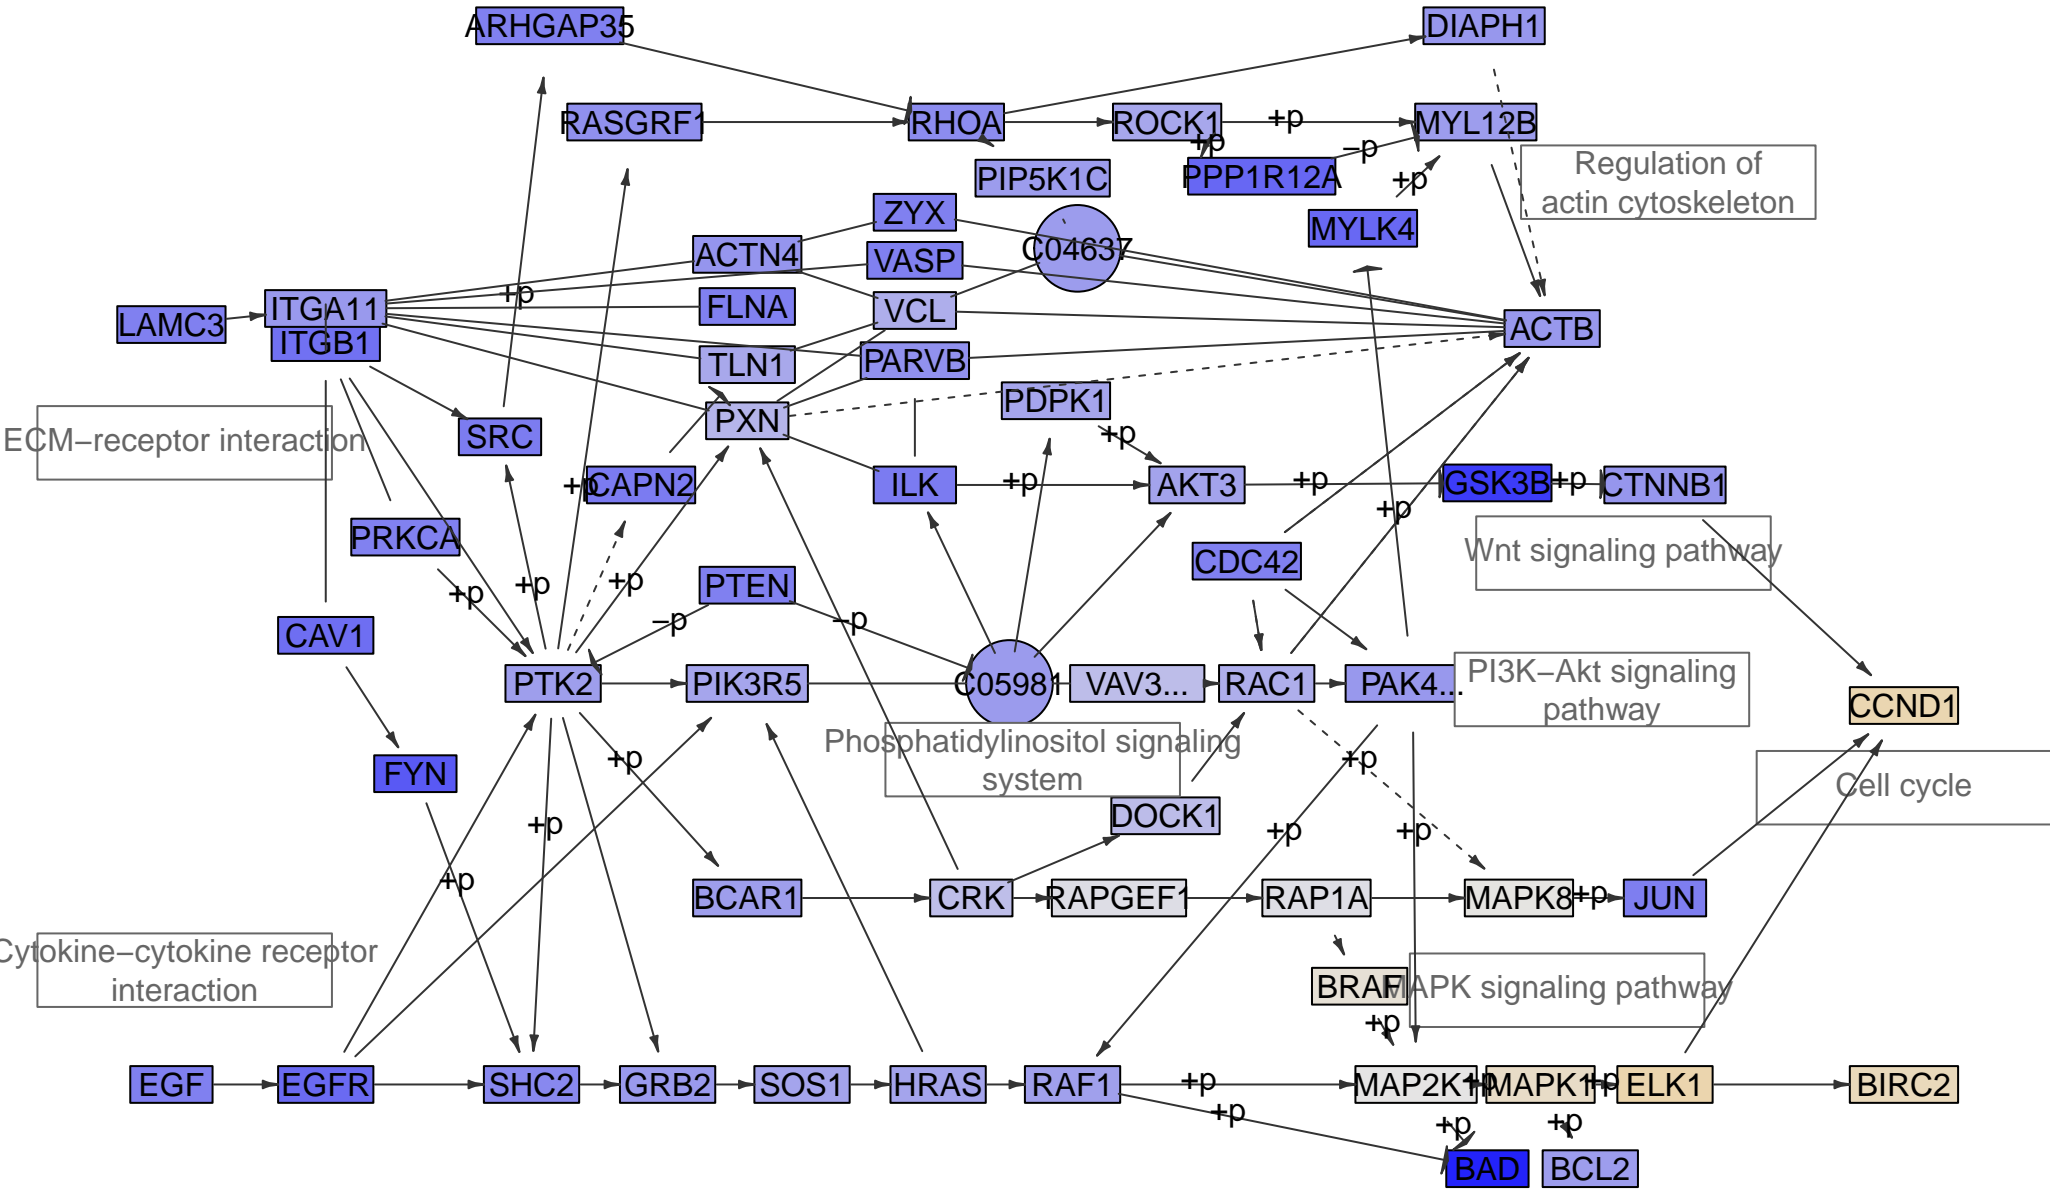 ARHGAP35
DIAPH1
RASGRF1
RHOA
ROCK1
+p
MYL12B
+p
−p
PIP5K1C
PPP1R12A
+p
Regulation of
actin cytoskeleton
ZYX
MYLK4
ACTN4
VASP
C04637
+p
ITGA11
FLNA
VCL
LAMC3
ITGB1
ACTB
TLN1
PARVB
PDPK1
PXN
+p
ECM−receptor interaction
SRC
+p
CAPN2
ILK
+p
AKT3
+p
GSK3B
+p
CTNNB1
+p
PRKCA
Wnt signaling pathway
CDC42
+p
+p
+p
PTEN
−p
−p
CAV1
PTK2
PIK3R5
C05981
VAV3...
RAC1
PAK4...
PI3K−Akt signaling
pathway
CCND1
Phosphatidylinositol signaling
system
+p
+p
FYN
Cell cycle
DOCK1
+p
+p
+p
+p
BCAR1
CRK
RAPGEF1
RAP1A
MAPK8
+p
JUN
Cytokine−cytokine receptor
interaction
BRAF
MAPK signaling pathway
+p
EGF
EGFR
SHC2
GRB2
SOS1
HRAS
RAF1
+p
MAP2K1
+p
MAPK1
+p
ELK1
BIRC2
+p
+p
+p
BAD
BCL2